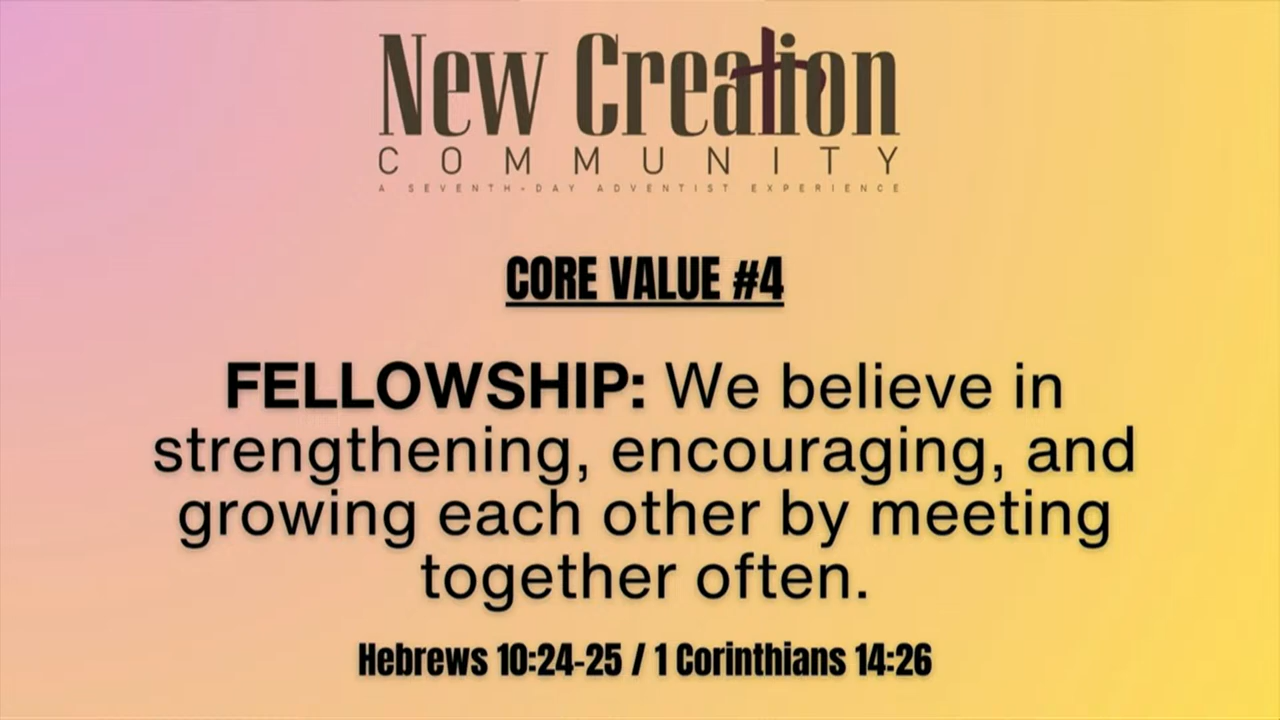 New Creation
COMMUNITY
A SEVENTH-DAY ADVENTIST EXPERIENCE
CORE VALUE #4
FELLOWSHIP: We believe in
strengthening, encouraging, and
growing each other by meeting
together often.
Hebrews 10:24-25 / 1 Corinthians 14:26